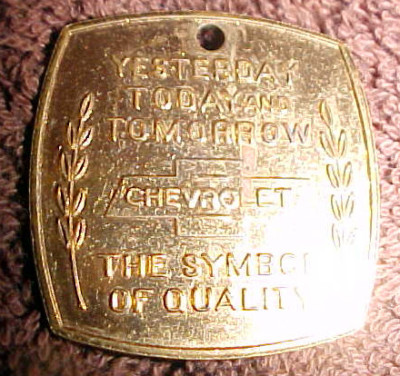 YESTERDAY
TODAY AND
TOMORROW
CHEVROLET
THE SYMBOL
OF QUALITY